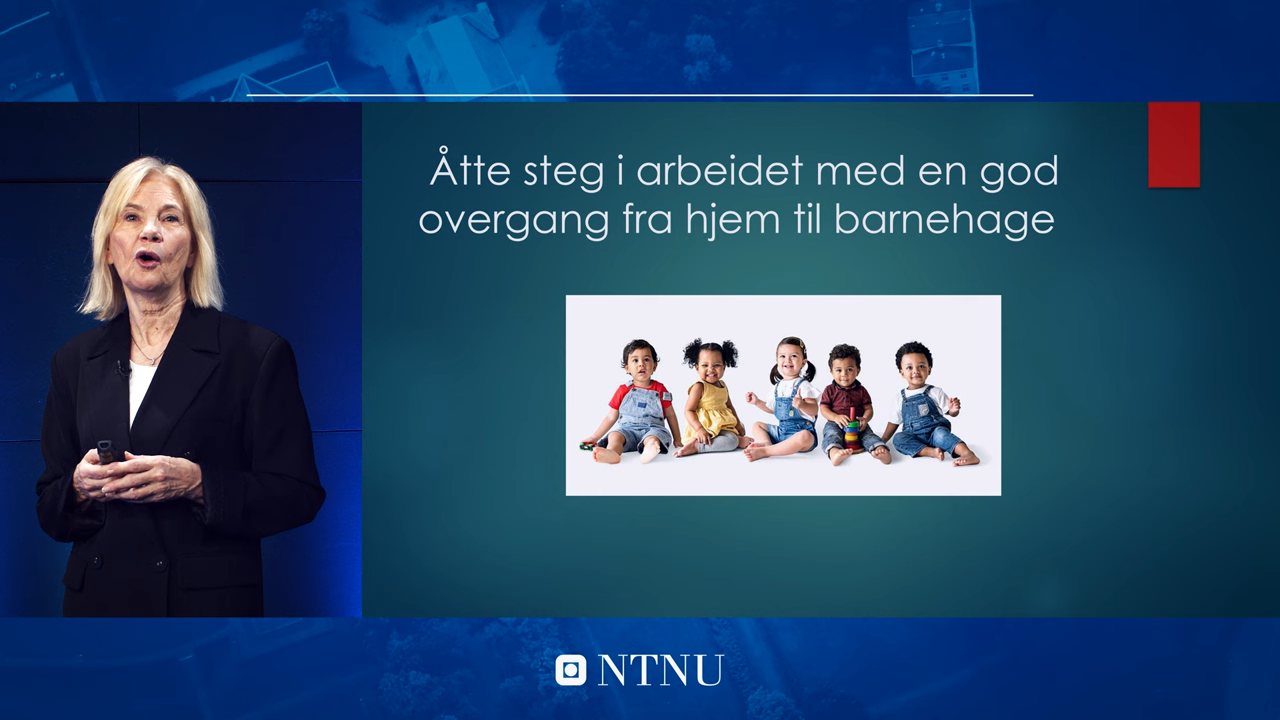 Åtte steg i arbeidet med en god
overgang fra hjem til barnehage
NTNU